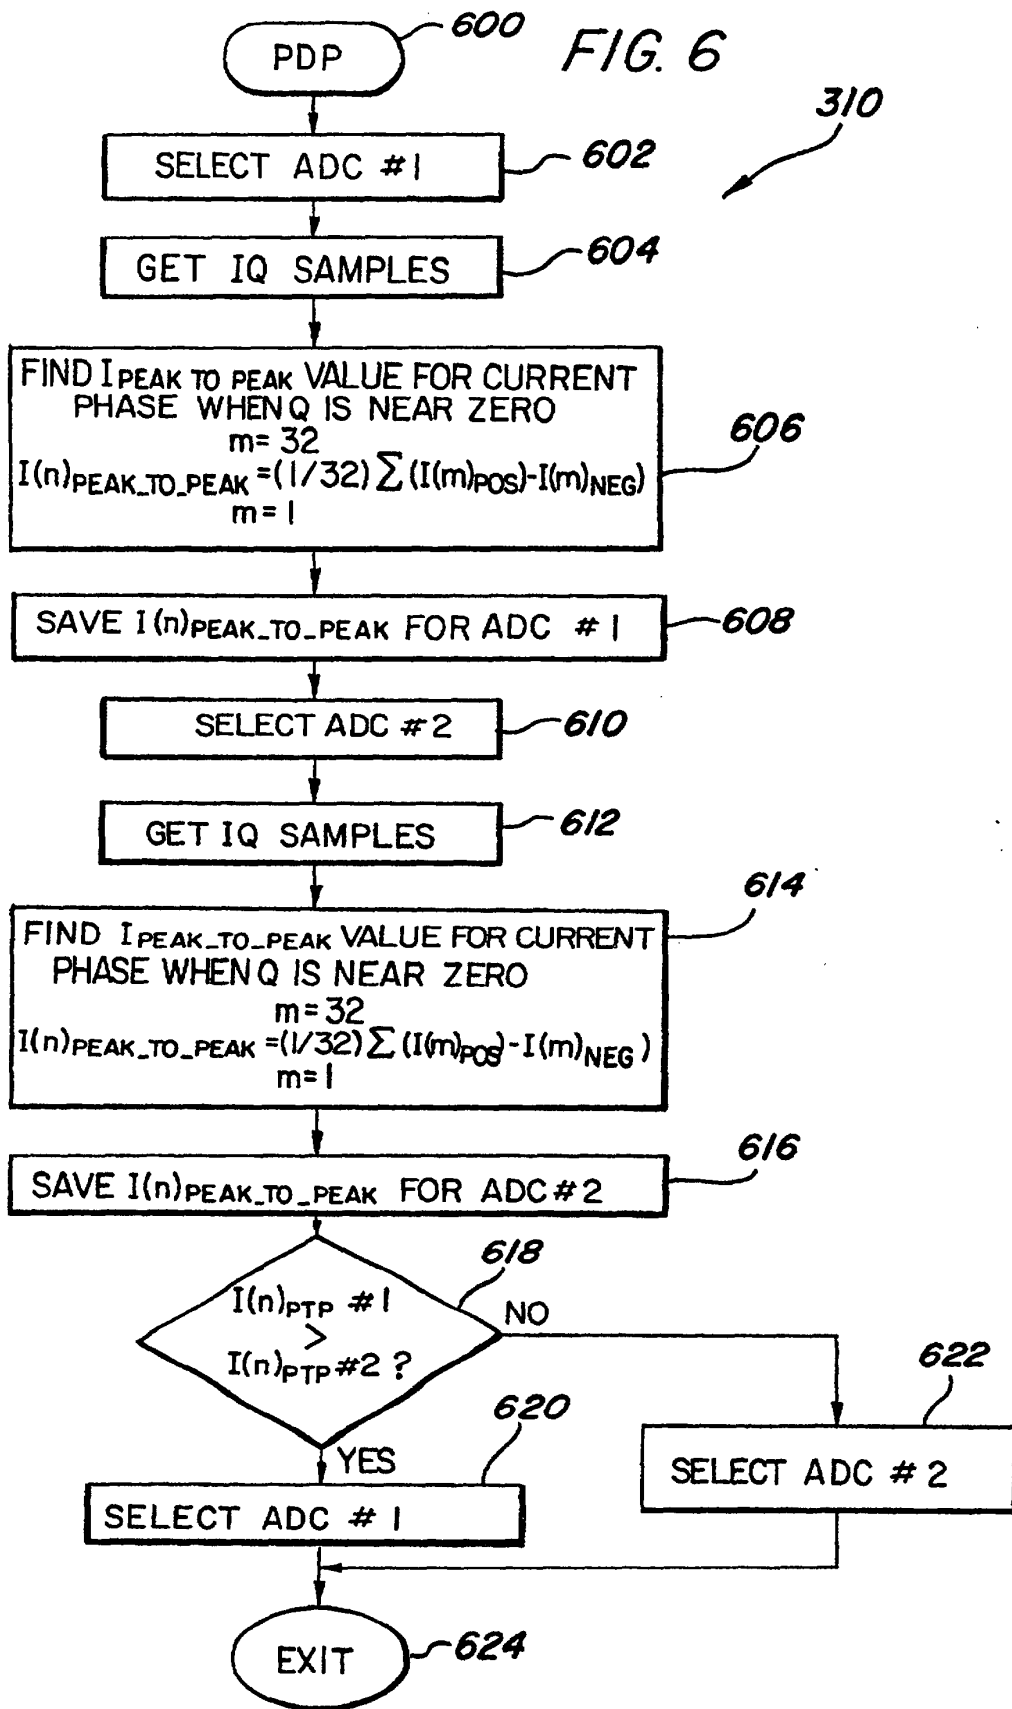 600
PDP
FIG. 6
310
SELECT ADC #1
602
GET IQ SAMPLES
604
FIND IPEAK TO PEAK VALUE FOR CURRENT
PHASE WHEN Q IS NEAR ZERO
m= 32
I(n)PEAK_TO_PEAK =(1/32) ∑ (I(m)POS)-I(m)NEG)
m= 1
606
SAVE I(n)PEAK_TO_PEAK FOR ADC #1
608
SELECT ADC #2
610
GET IQ SAMPLES
612
614
FIND IPEAK_TO_PEAK VALUE FOR CURRENT
PHASE WHEN Q IS NEAR ZERO
m=32
I(n)PEAK_TO_PEAK =(1/32) ∑ (I(m)POS)-I(m)NEG)
m=1
616
SAVE I(n)PEAK_TO_PEAK FOR ADC#2
618
I(n)PTP #1
>
I(n)PTP #2 ?
NO
622
620
YES
SELECT ADC #2
SELECT ADC #1
EXIT
624